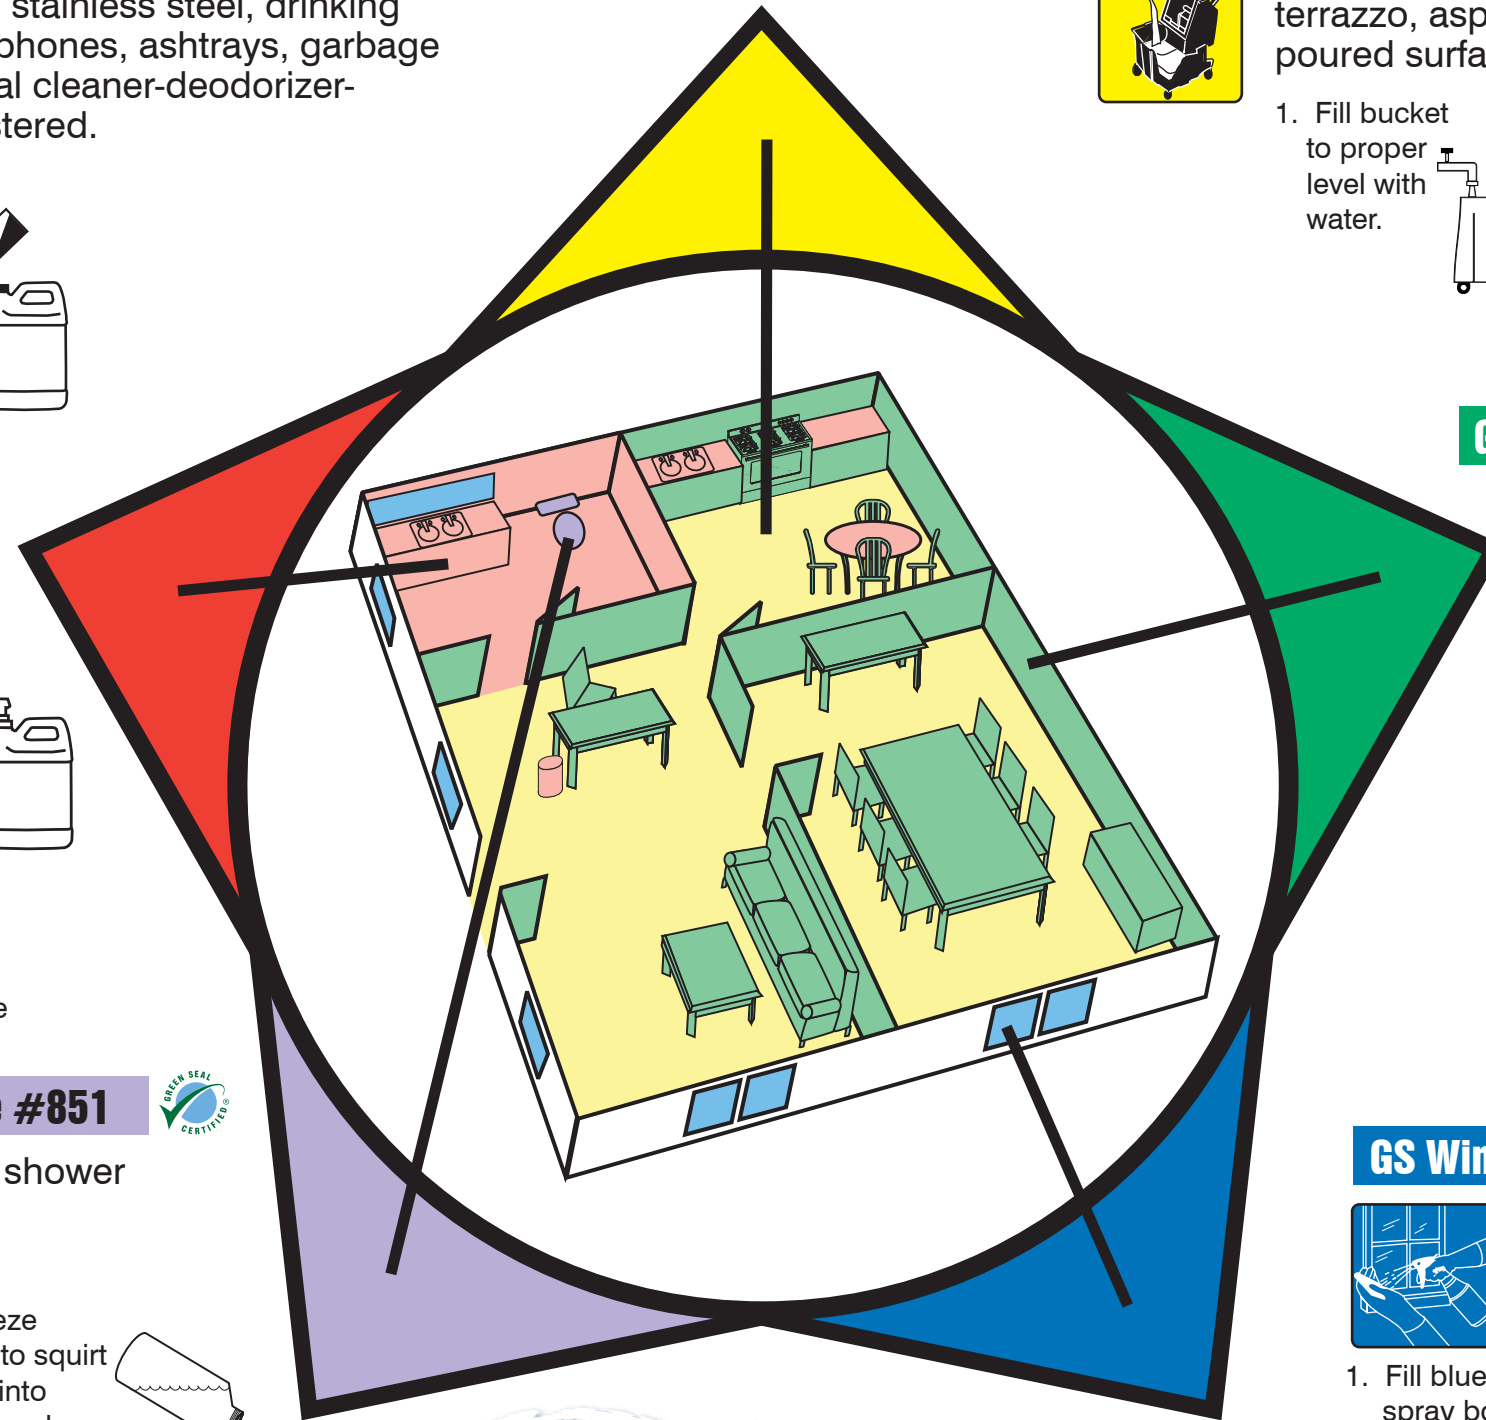 stainless steel, drinking
phones, ashtrays, garbage
al cleaner-deodorizer-
stered.
terrazzo, asp
poured surfa
1. Fill bucket
to proper
level with
water.
G
e
e #851
GREEN SEAL
CERTIFIED®
shower
GS Win
eze
to squirt
into
1. Fill blue
spray bo